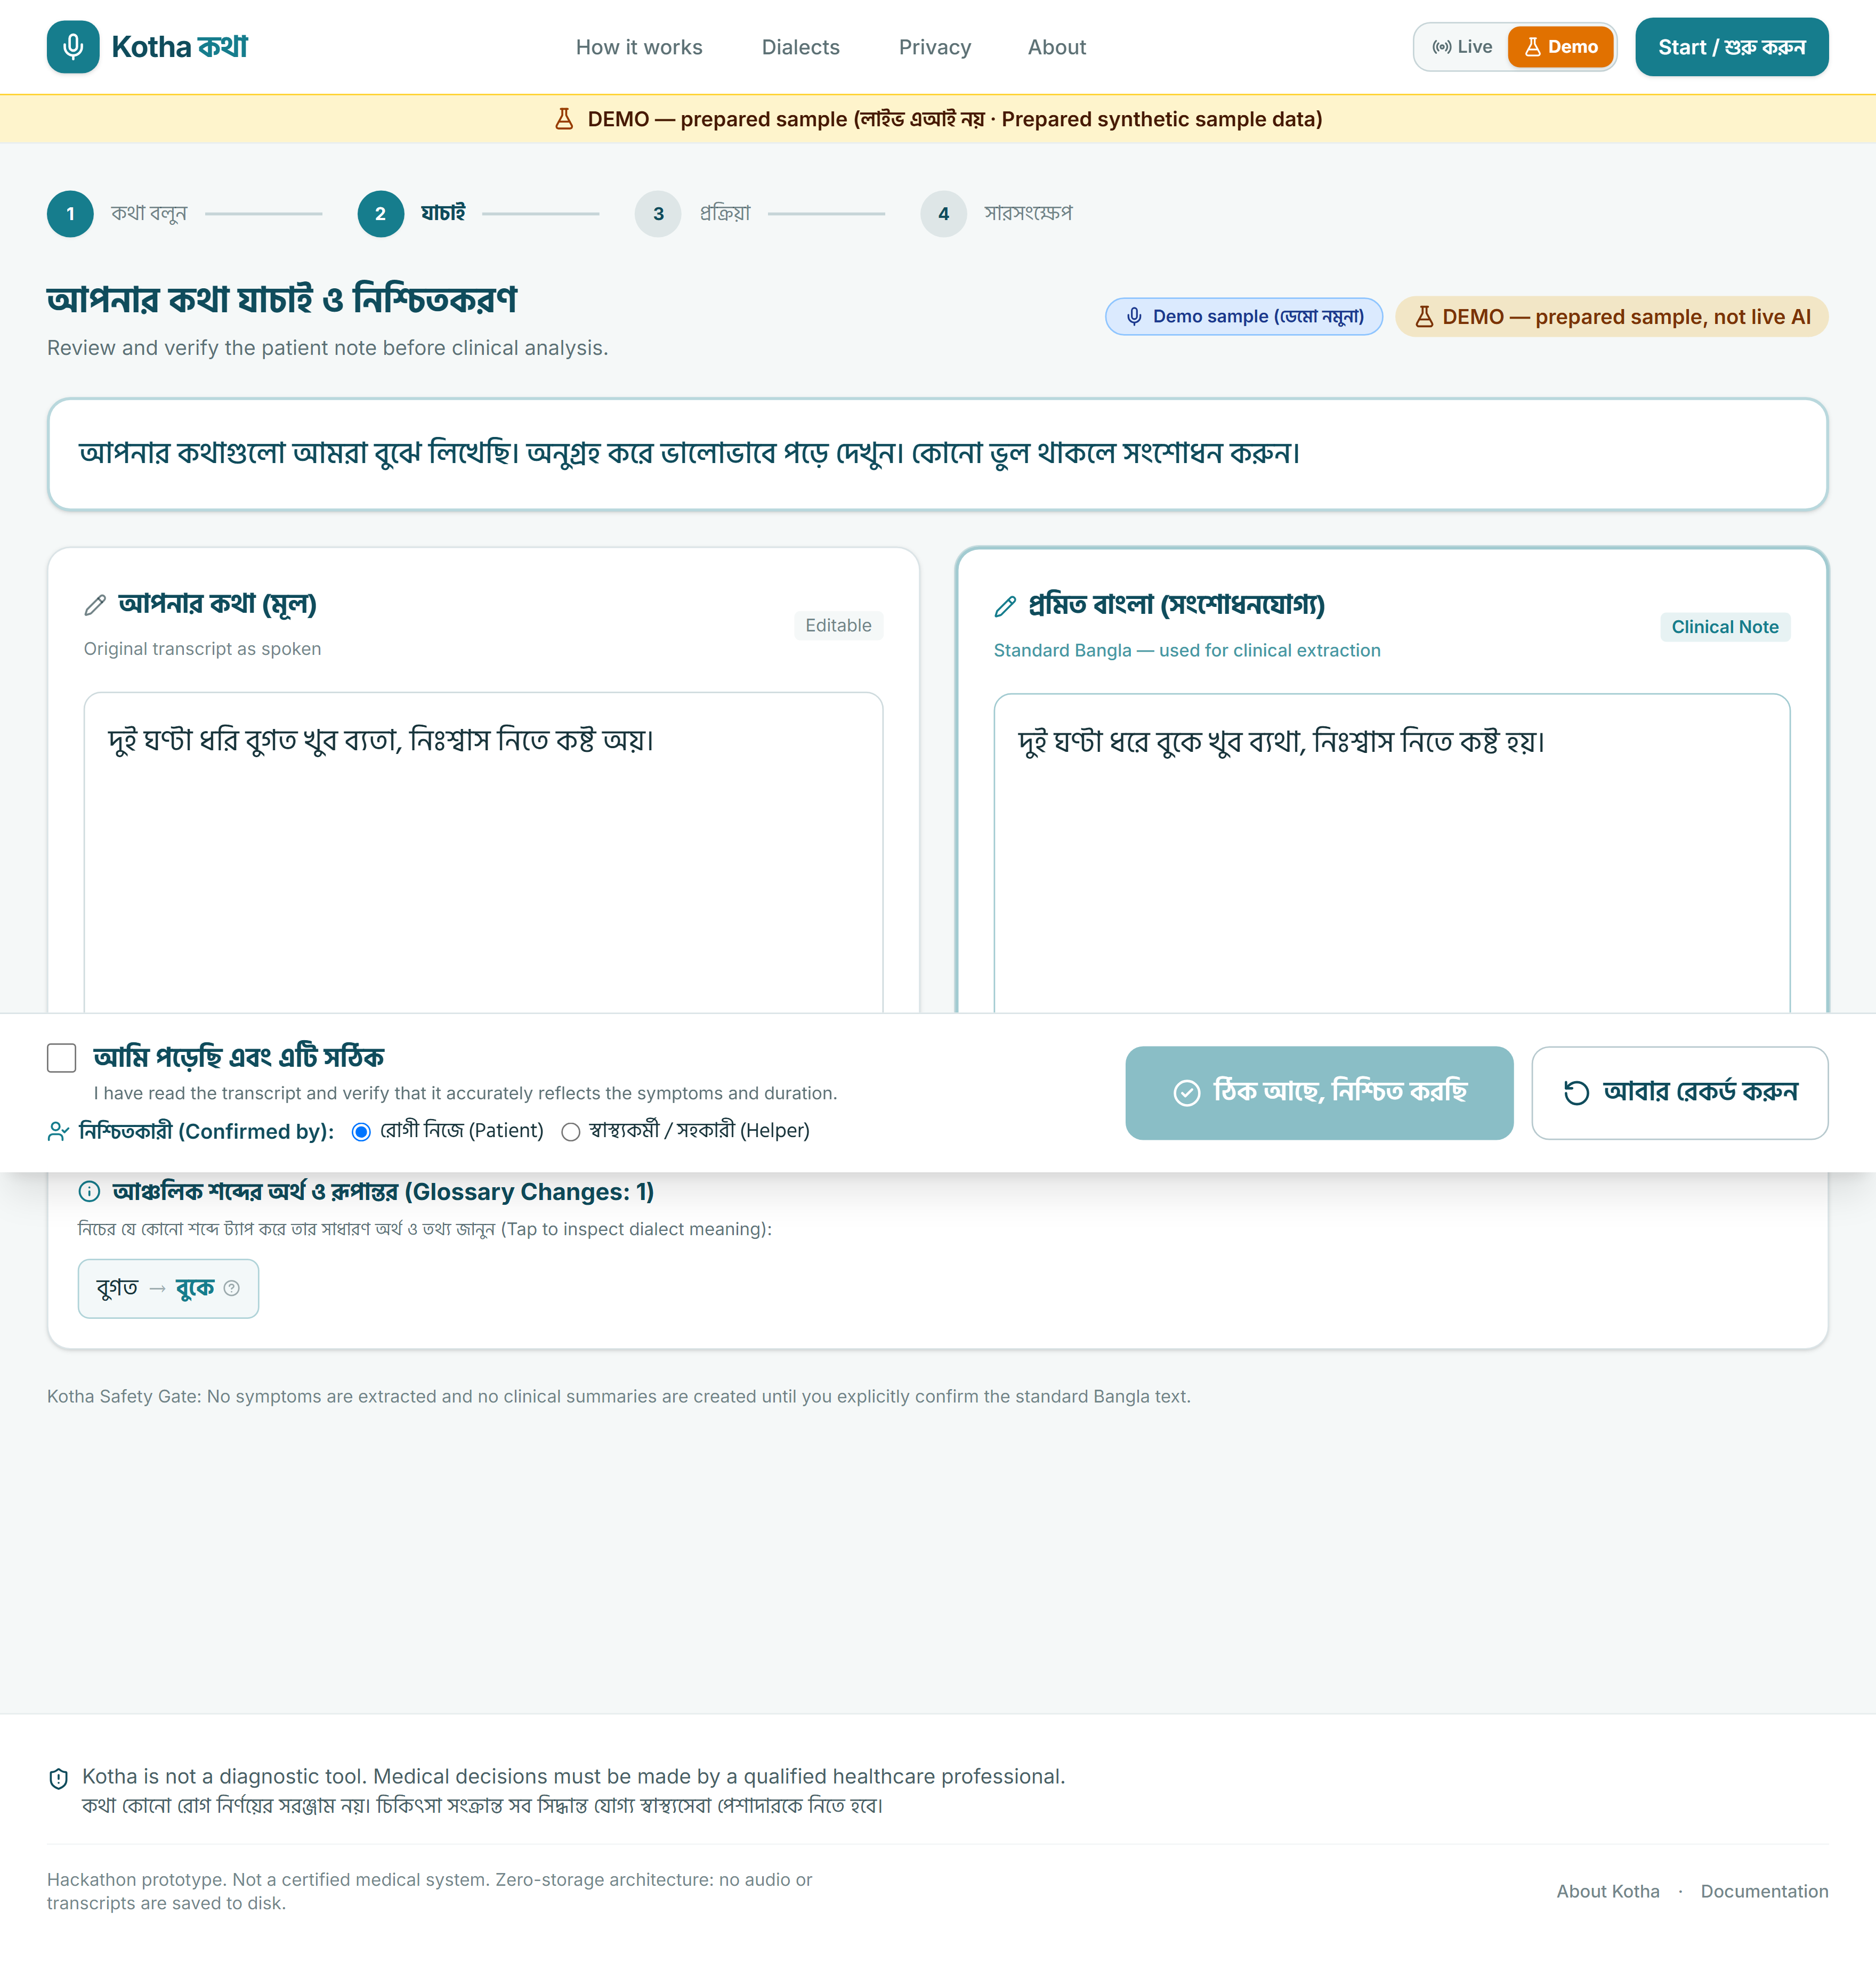 Kotha কথা
How it works
Dialects
Privacy
About
Live
Demo
Start / শুরু করুন
DEMO — prepared sample (লাইভ এআই নয় · Prepared synthetic sample data)
1 কথা বলুন
2 যাচাই
3 প্রক্রিয়া
4 সারসংক্ষেপ
আপনার কথা যাচাই ও নিশ্চিতকরণ
Review and verify the patient note before clinical analysis.
Demo sample (ডেমো নমুনা)
DEMO — prepared sample, not live AI
আপনার কথাগুলো আমরা বুঝে লিখেছি। অনুগ্রহ করে ভালোভাবে পড়ে দেখুন। কোনো ভুল থাকলে সংশোধন করুন।
আপনার কথা (মূল)
Original transcript as spoken
Editable
দুই ঘণ্টা ধরি বুগত খুব ব্যতা, নিঃশ্বাস নিতে কষ্ট অয়।
প্রমিত বাংলা (সংশোধনযোগ্য)
Standard Bangla — used for clinical extraction
Clinical Note
দুই ঘণ্টা ধরে বুকে খুব ব্যথা, নিঃশ্বাস নিতে কষ্ট হয়।
আমি পড়েছি এবং এটি সঠিক
I have read the transcript and verify that it accurately reflects the symptoms and duration.
নিশ্চিতকারী (Confirmed by): রোগী নিজে (Patient) স্বাস্থ্যকর্মী / সহকারী (Helper)
ঠিক আছে, নিশ্চিত করছি
আবার রেকর্ড করুন
আঞ্চলিক শব্দের অর্থ ও রূপান্তর (Glossary Changes: 1)
নিচের যে কোনো শব্দে ট্যাপ করে তার সাধারণ অর্থ ও তথ্য জানুন (Tap to inspect dialect meaning):
বুগত → বুকে
Kotha Safety Gate: No symptoms are extracted and no clinical summaries are created until you explicitly confirm the standard Bangla text.
Kotha is not a diagnostic tool. Medical decisions must be made by a qualified healthcare professional.
কথা কোনো রোগ নির্ণয়ের সরঞ্জাম নয়। চিকিৎসা সংক্রান্ত সব সিদ্ধান্ত যোগ্য স্বাস্থ্যসেবা পেশাদারকে নিতে হবে।
Hackathon prototype. Not a certified medical system. Zero-storage architecture: no audio or
transcripts are saved to disk.
About Kotha · Documentation